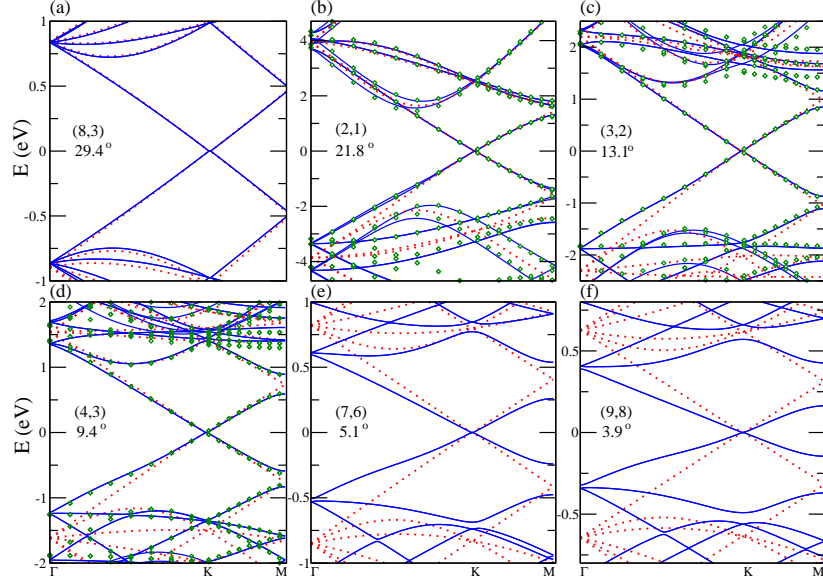 (a) (b) (c)
1 4 2
0.5 2 1
0 0 0
-0.5 -2 -1
-1 -4 -2
E (eV)
(8,3) (2,1) (3,2)
29.4° 21.8° 13.1°
(d) (e) (f)
2 1
1 0.5 0.5
0 0 0
-1 -0.5 -0.5
-2 -1
E (eV)
(4,3) (7,6) (9,8)
9.4° 5.1° 3.9°
Γ K M Γ K M Γ K M